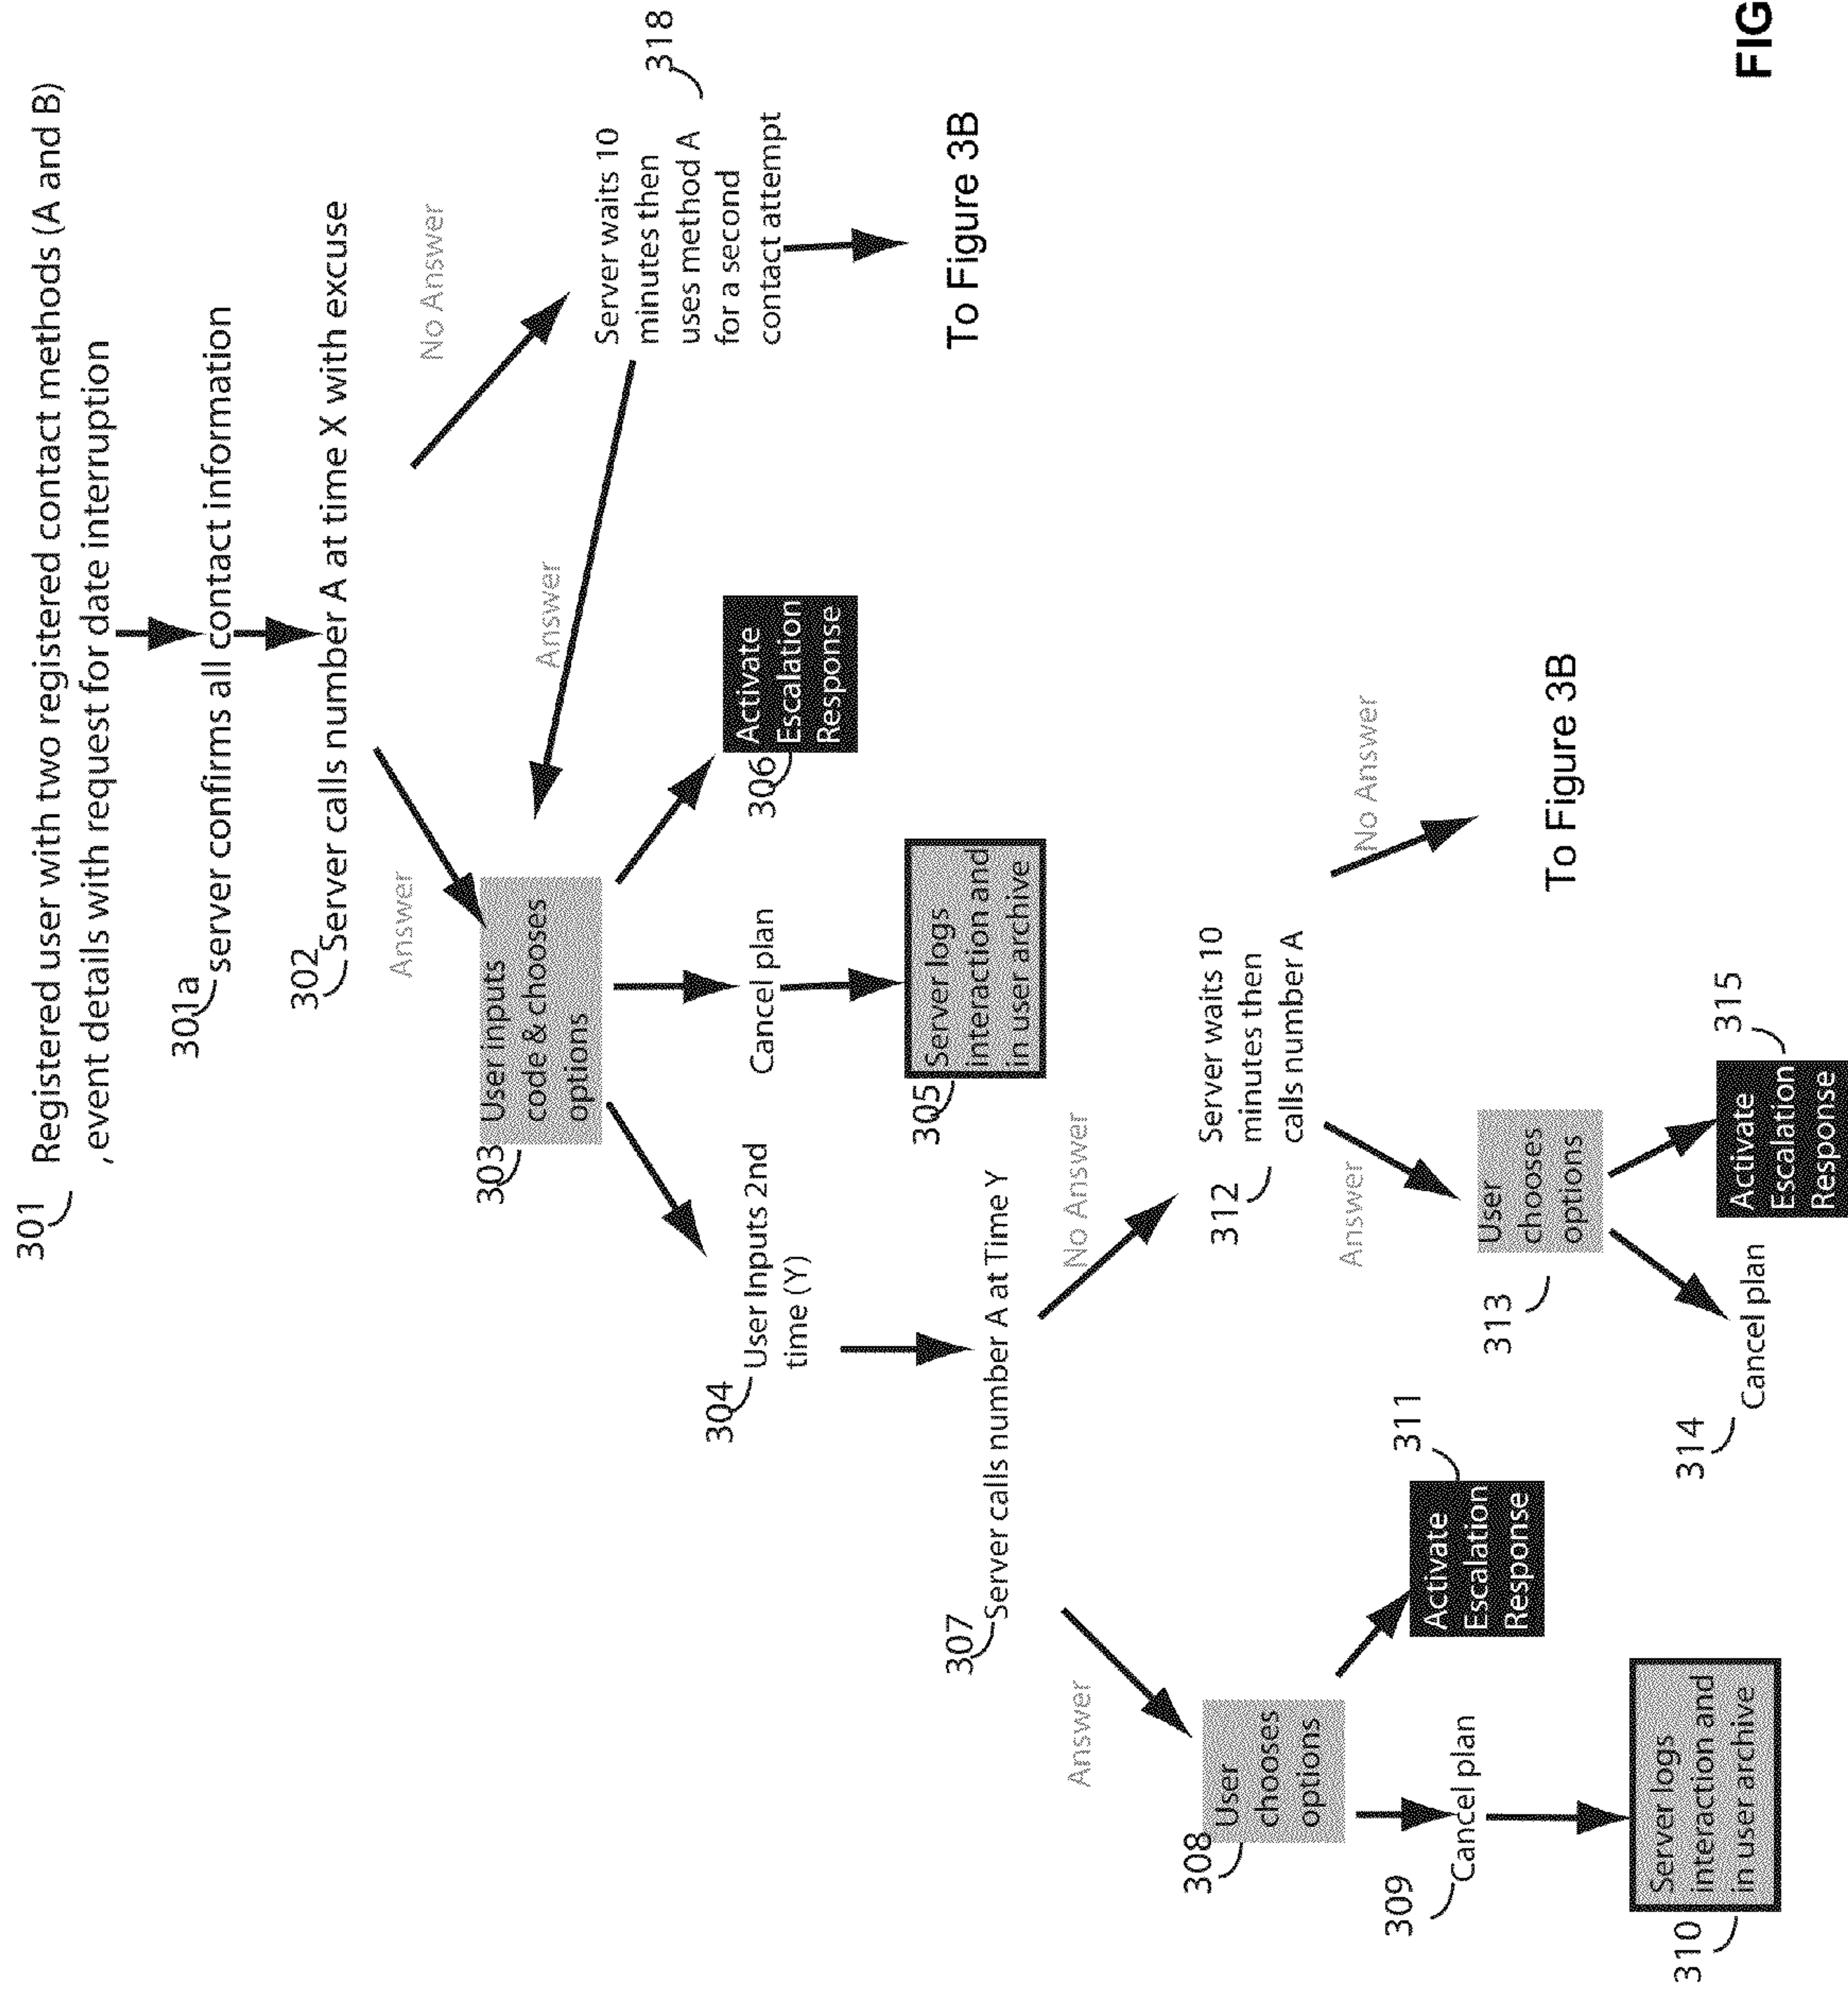 301
Registered user with two registered contact methods (A and B)
,event details with request for date interruption
301a
server confirms all contact information
302
Server calls number A at time X with excuse
Answer
No Answer
303
User inputs
code & chooses
options
Server waits 10
minutes then
uses method A
for a second
contact attempt
318
Answer
304
User Inputs 2nd
time (Y)
Cancel plan
306
Activate
Escalation
Response
305
Server logs
interaction and
in user archive
To Figure 3B
307
Server calls number A at Time Y
Answer
No Answer
308
User
chooses
options
312
Server waits 10
minutes then
calls number A
309
Cancel plan
311
Activate
Escalation
Response
Answer
No Answer
313
User
chooses
options
To Figure 3B
310
Server logs
interaction and
in user archive
314
Cancel plan
315
Activate
Escalation
Response
FIG